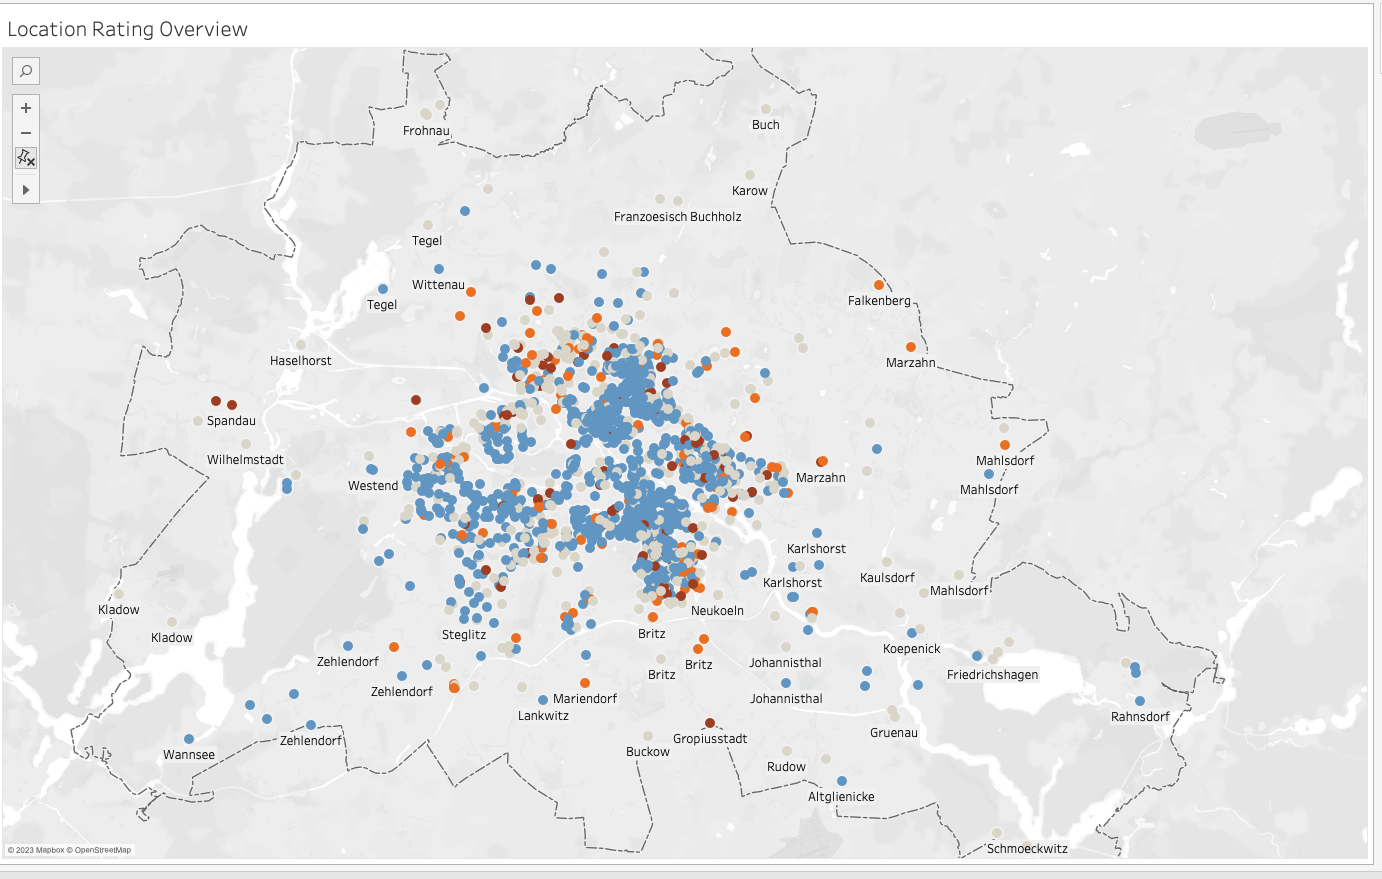 Location Rating Overview
Frohnau
Buch
Karow
Franzoesisch Buchholz
Tegel
Wittenau
Tegel
Falkenberg
Haselhorst
Marzahn
Spandau
Wilhelmstadt
Mahlsdorf
Westend
Marzahn
Mahlsdorf
Karlshorst
Karlshorst
Kaulsdorf
Mahlsdorf
Kladow
Neukoeln
Kladow
Steglitz
Britz
Koepenick
Zehlendorf
Britz
Johannisthal
Britz
Friedrichshagen
Zehlendorf
Mariendorf
Johannisthal
Lankwitz
Rahnsdorf
Gruenau
Zehlendorf
Gropiusstadt
Wannsee
Buckow
Rudow
Altglienicke
Schmoeckwitz
© 2023 Mapbox © OpenStreetMap